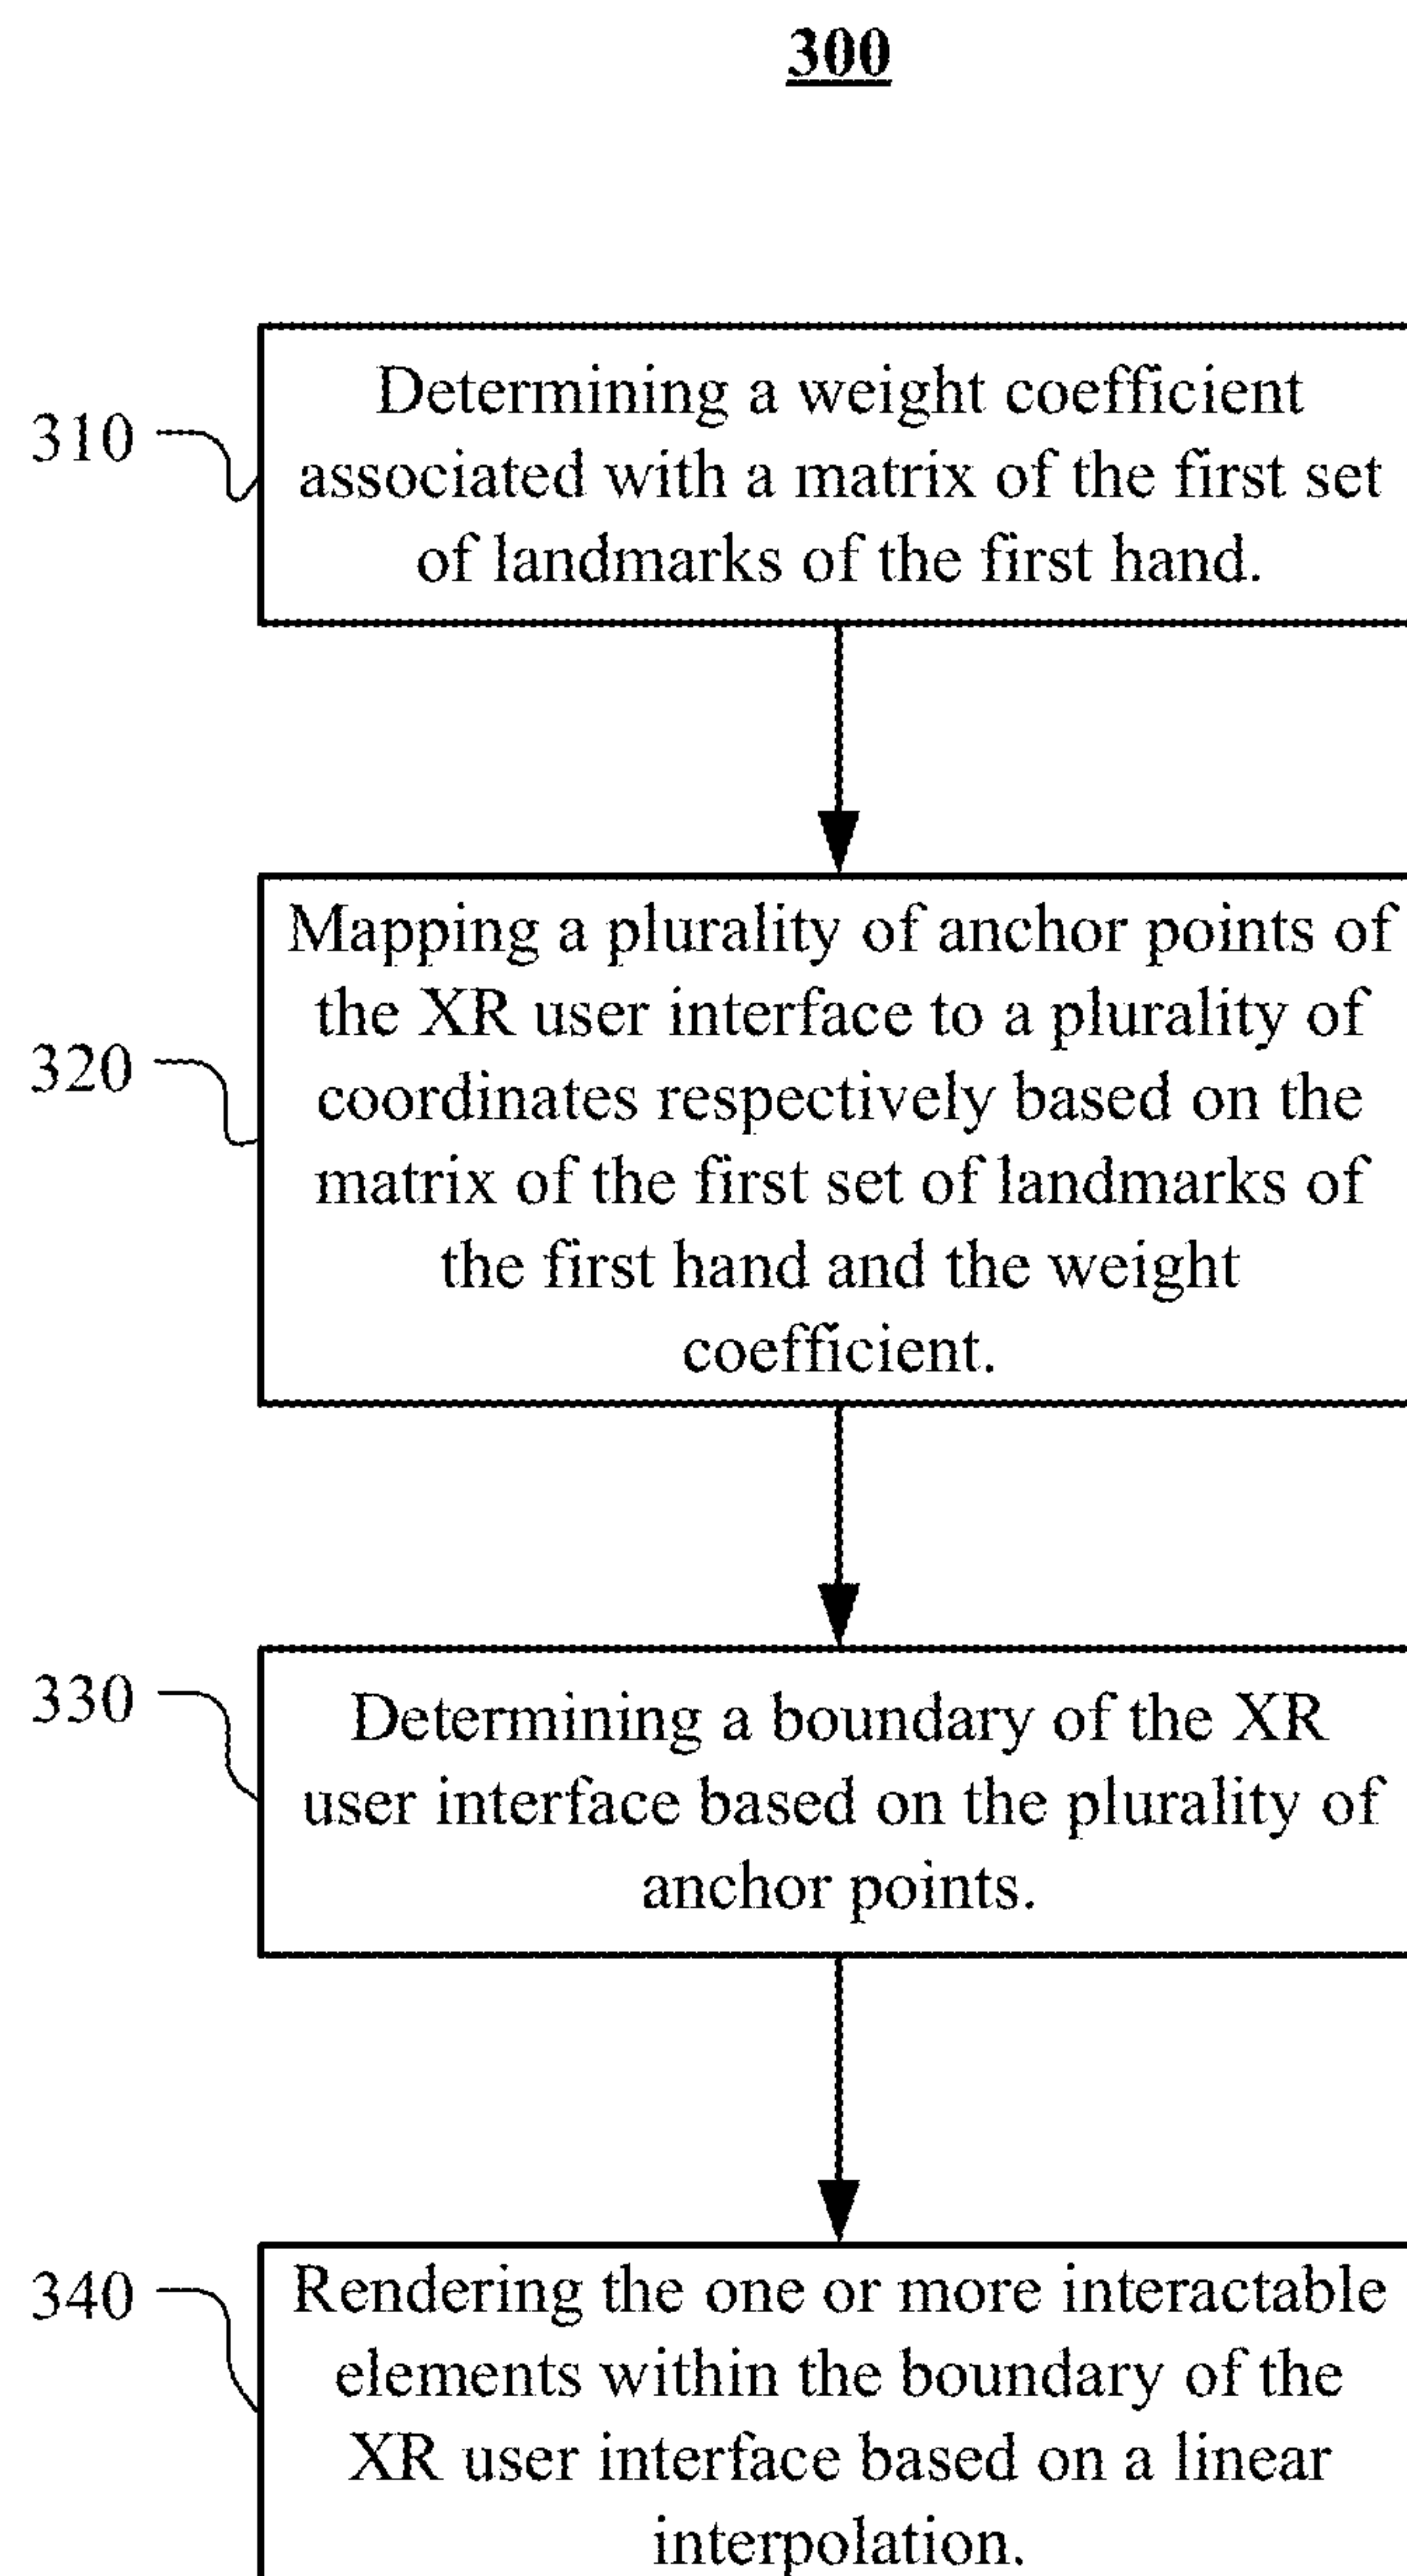 300
310
Determining a weight coefficient
associated with a matrix of the first set
of landmarks of the first hand.
320
Mapping a plurality of anchor points of
the XR user interface to a plurality of
coordinates respectively based on the
matrix of the first set of landmarks of
the first hand and the weight
coefficient.
330
Determining a boundary of the XR
user interface based on the plurality of
anchor points.
340
Rendering the one or more interactable
elements within the boundary of the
XR user interface based on a linear
interpolation.